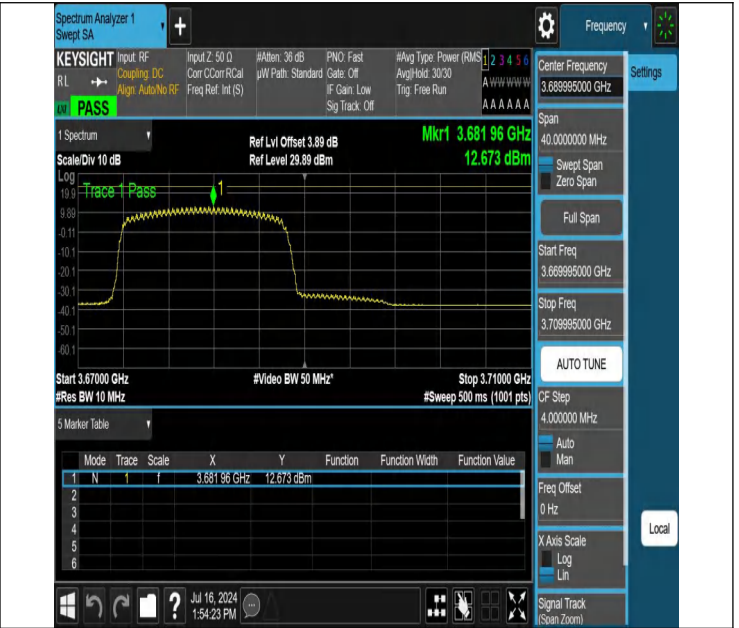 Spectrum Analyzer 1
Swept SA
Frequency
KEYSIGHT
RL
PASS
Input: RF
Coupling: DC
Align: Auto/No RF
Input Z: 50 Ω
Corr CCorr RCal
Freq Ref: Int (S)
#Atten: 36 dB
µW Path: Standard
PNO: Fast
Gate: Off
IF Gain: Low
Sig Track: Off
#Avg Type: Power (RMS
Avg|Hold: 30/30
Trig: Free Run
1 2 3 4 5 6
A W W W W W
A A A A A A
Center Frequency
3.689995000 GHz
Settings
Span
40.0000000 MHz
Swept Span
Zero Span
Full Span
Start Freq
3.669995000 GHz
Stop Freq
3.709995000 GHz
AUTO TUNE
CF Step
4.000000 MHz
Auto
Man
Freq Offset
0 Hz
X Axis Scale
Log
Lin
Signal Track
(Span Zoom)
Local
1 Spectrum
Scale/Div 10 dB
Ref Lvl Offset 3.89 dB
Ref Level 29.89 dBm
Mkr1 3.681 96 GHz
12.673 dBm
Log
Trace 1 Pass
1
19.9
9.89
-0.11
-10.1
-20.1
-30.1
-40.1
-50.1
-60.1
Start 3.67000 GHz
#Video BW 50 MHz*
Stop 3.71000 GHz
#Res BW 10 MHz
#Sweep 500 ms (1001 pts)
5 Marker Table
Mode Trace Scale X Y Function Function Width Function Value
1 N 1 f 3.681 96 GHz 12.673 dBm
2
3
4
5
6
Jul 16, 2024
1:54:23 PM